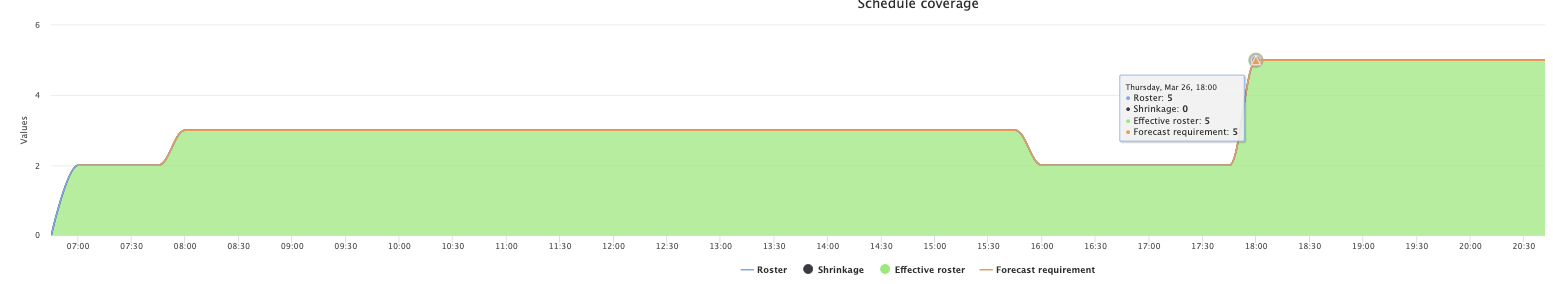 Schedule coverage
6
4
2
0
Values
Thursday, Mar 26, 18:00
Roster: 5
Shrinkage: 0
Effective roster: 5
Forecast requirement: 5
07:00 07:30 08:00 08:30 09:00 09:30 10:00 10:30 11:00 11:30 12:00 12:30 13:00 13:30 14:00 14:30 15:00 15:30 16:00 16:30 17:00 17:30 18:00 18:30 19:00 19:30 20:00 20:30
Roster Shrinkage Effective roster Forecast requirement